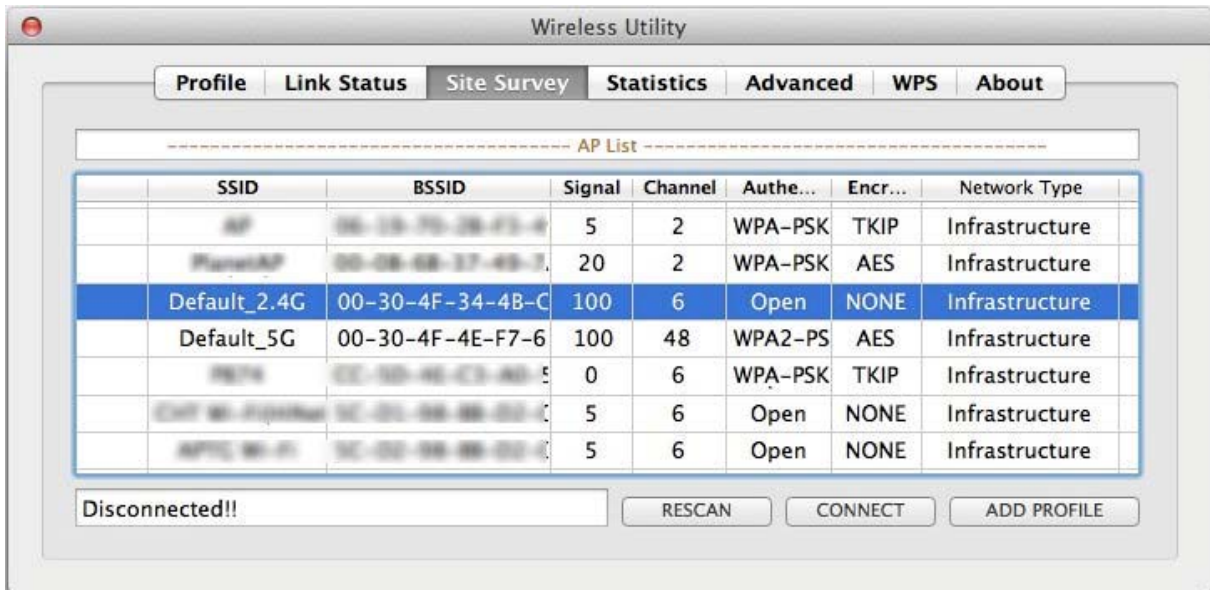 Wireless Utility
Profile Link Status Site Survey Statistics Advanced WPS About
------------------------------------- AP List -------------------------------------
SSID BSSID Signal Channel Authe... Encr... Network Type
5 2 WPA-PSK TKIP Infrastructure
20 2 WPA-PSK AES Infrastructure
Default_2.4G 00-30-4F-34-4B-C 100 6 Open NONE Infrastructure
Default_5G 00-30-4F-4E-F7-6 100 48 WPA2-PS AES Infrastructure
0 6 WPA-PSK TKIP Infrastructure
5 6 Open NONE Infrastructure
5 6 Open NONE Infrastructure
Disconnected!! RESCAN CONNECT ADD PROFILE